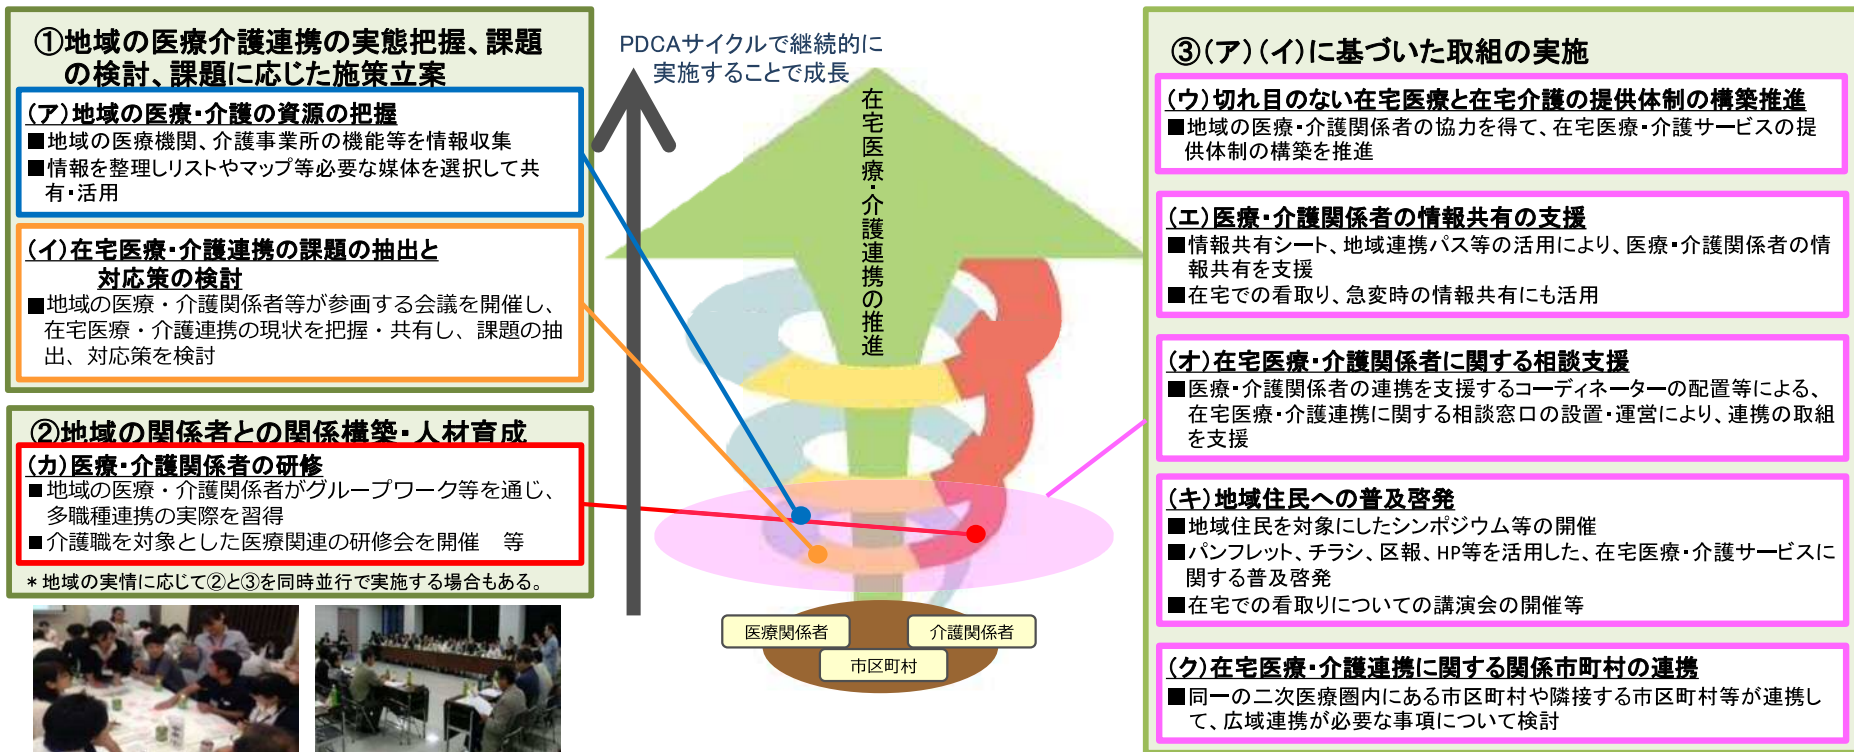 ①地域の医療介護連携の実態把握、課題
の検討、課題に応じた施策立案
(ア)地域の医療・介護の資源の把握
■地域の医療機関、介護事業所の機能等を情報収集
■情報を整理しリストやマップ等必要な媒体を選択して共
有・活用
(イ)在宅医療・介護連携の課題の抽出と
対応策の検討
■地域の医療・介護関係者等が参画する会議を開催し、
在宅医療・介護連携の現状を把握・共有し、課題の抽
出、対応策を検討
②地域の関係者との関係構築・人材育成
(カ)医療・介護関係者の研修
■地域の医療・介護関係者がグループワーク等を通じ、
多職種連携の実際を習得
■介護職を対象とした医療関連の研修会を開催　等
*地域の実情に応じて②と③を同時並行で実施する場合もある。
PDCAサイクルで継続的に
実施することで成長
在宅医療・介護連携の推進
医療関係者
介護関係者
市区町村
③(ア)(イ)に基づいた取組の実施
(ウ)切れ目のない在宅医療と在宅介護の提供体制の構築推進
■地域の医療・介護関係者の協力を得て、在宅医療・介護サービスの提
供体制の構築を推進
(エ)医療・介護関係者の情報共有の支援
■情報共有シート、地域連携パス等の活用により、医療・介護関係者の情
報共有を支援
■在宅での看取り、急変時の情報共有にも活用
(オ)在宅医療・介護関係者に関する相談支援
■医療・介護関係者の連携を支援するコーディネーターの配置等による、
在宅医療・介護連携に関する相談窓口の設置・運営により、連携の取組
を支援
(キ)地域住民への普及啓発
■地域住民を対象にしたシンポジウム等の開催
■パンフレット、チラシ、区報、HP等を活用した、在宅医療・介護サービスに
関する普及啓発
■在宅での看取りについての講演会の開催等
(ク)在宅医療・介護連携に関する関係市町村の連携
■同一の二次医療圏内にある市区町村や隣接する市区町村等が連携し
て、広域連携が必要な事項について検討